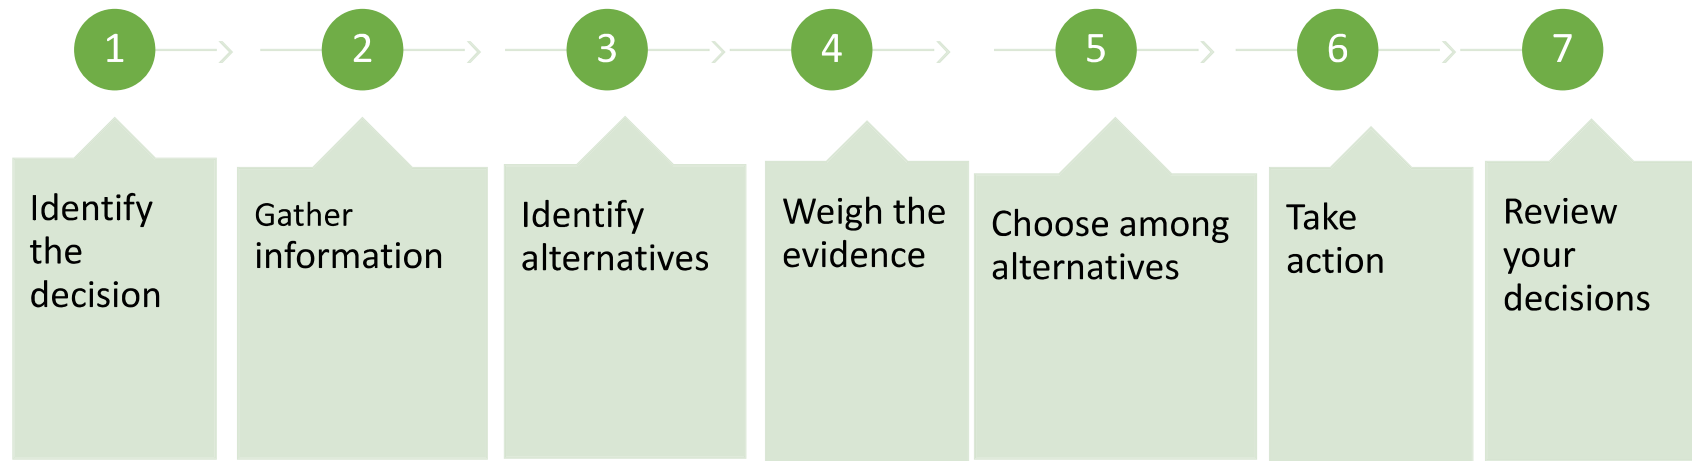 1
2
3
4
5
6
7
Identify
the
decision
Gather
information
Identify
alternatives
Weigh the
evidence
Choose among
alternatives
Take
action
Review
your
decisions